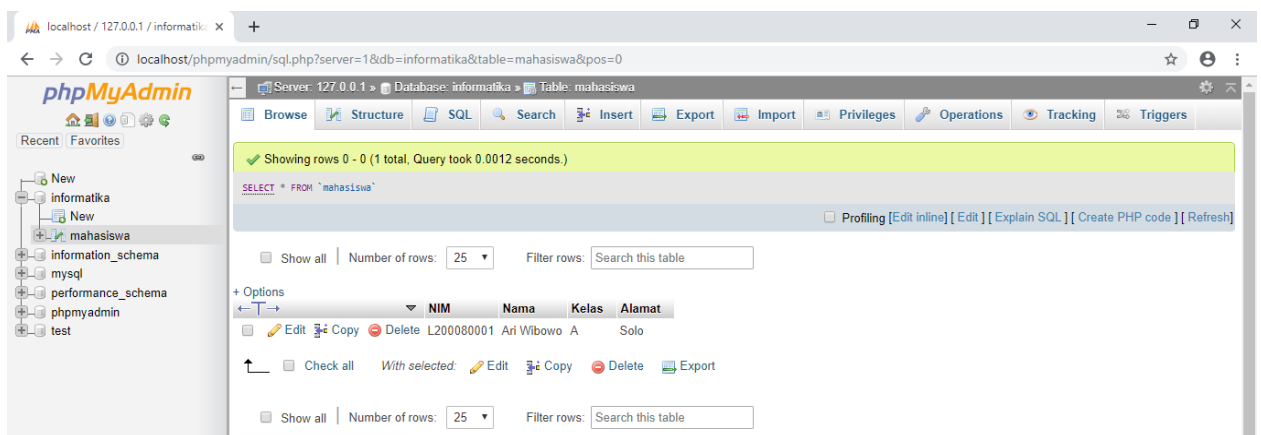 localhost / 127.0.0.1 / informatika
localhost/phpmyadmin/sql.php?server=1&db=informatika&table=mahasiswa&pos=0
phpMyAdmin
Recent Favorites
New
informatika
New
mahasiswa
information_schema
mysql
performance_schema
phpmyadmin
test
Server: 127.0.0.1 » Database: informatika » Table: mahasiswa
Browse Structure SQL Search Insert Export Import Privileges Operations Tracking Triggers
Showing rows 0 - 0 (1 total, Query took 0.0012 seconds.)
SELECT * FROM `mahasiswa`
Profiling [Edit inline] [ Edit ] [ Explain SQL ] [ Create PHP code ] [ Refresh]
Show all | Number of rows: 25 Filter rows: Search this table
+ Options
←T→ NIM Nama Kelas Alamat
Edit Copy Delete L200080001 Ari Wibowo A Solo
Check all With selected: Edit Copy Delete Export
Show all | Number of rows: 25 Filter rows: Search this table